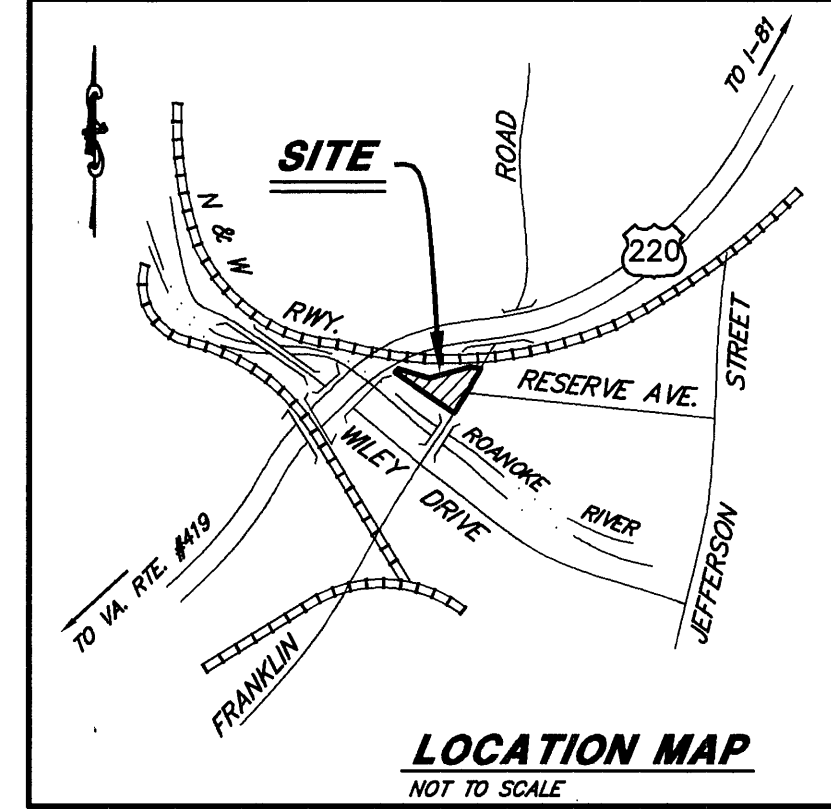 TO I-81
ROAD
SITE
N & W
220
RWY.
STREET
RESERVE AVE.
ROANOKE
WILEY
DRIVE
RIVER
TO VA. RTE. #419
JEFFERSON
FRANKLIN
LOCATION MAP
NOT TO SCALE